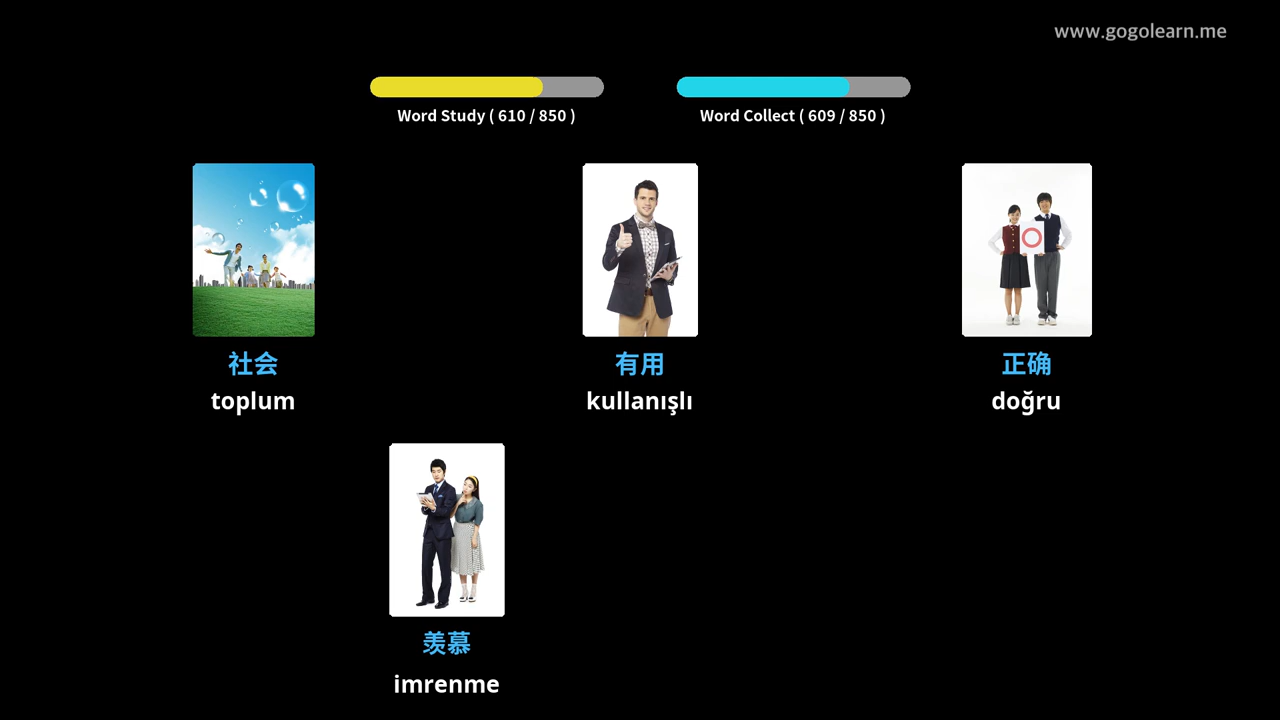 www.gogolearn.me
Word Study ( 610 / 850 )
Word Collect ( 609 / 850 )
社会
toplum
有用
kullanışlı
正确
doğru
羡慕
imrenme